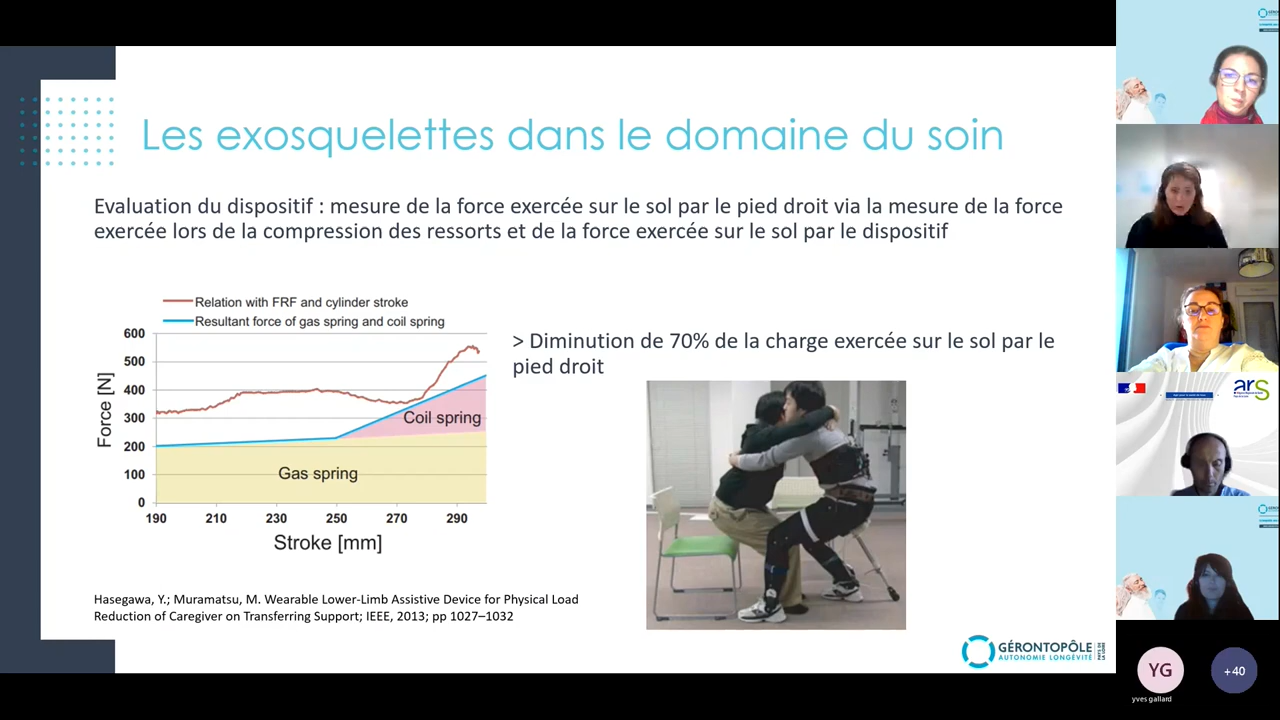 Les exosquelettes dans le domaine du soin
Evaluation du dispositif : mesure de la force exercée sur le sol par le pied droit via la mesure de la force
exercée lors de la compression des ressorts et de la force exercée sur le sol par le dispositif
Relation with FRF and cylinder stroke
Resultant force of gas spring and coil spring
600
500
400
300
200
100
0
Force [N]
Coil spring
Gas spring
190 210 230 250 270 290
Stroke [mm]
> Diminution de 70% de la charge exercée sur le sol par le
pied droit
Hasegawa, Y.; Muramatsu, M. Wearable Lower-Limb Assistive Device for Physical Load
Reduction of Caregiver on Transferring Support; IEEE, 2013; pp 1027–1032
GÉRONTOPÔLE
AUTONOMIE LONGÉVITÉ
PAYS DE
LA LOIRE
ars
YG
yves gallard
+40